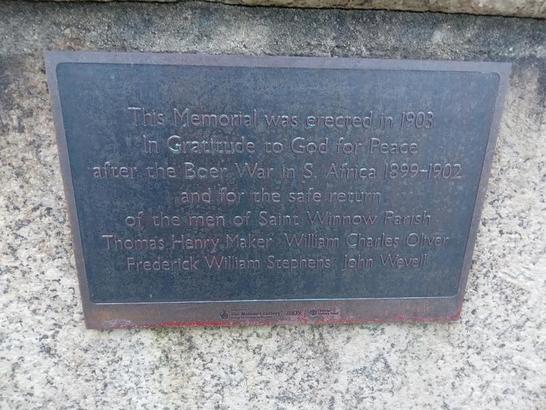 This Memorial was erected in 1903
In Gratitude to God for Peace
after the Boer War in S. Africa 1899-1902
and for the safe return
of the men of Saint Winnow Parish
Thomas Henry Maker William Charles Oliver
Frederick William Stephens John Wevell